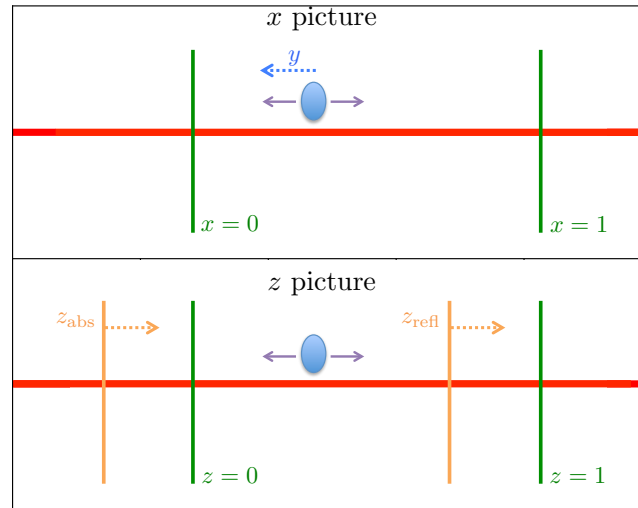 x picture
y
x = 0
x = 1
z picture
z_abs
z_refl
z = 0
z = 1